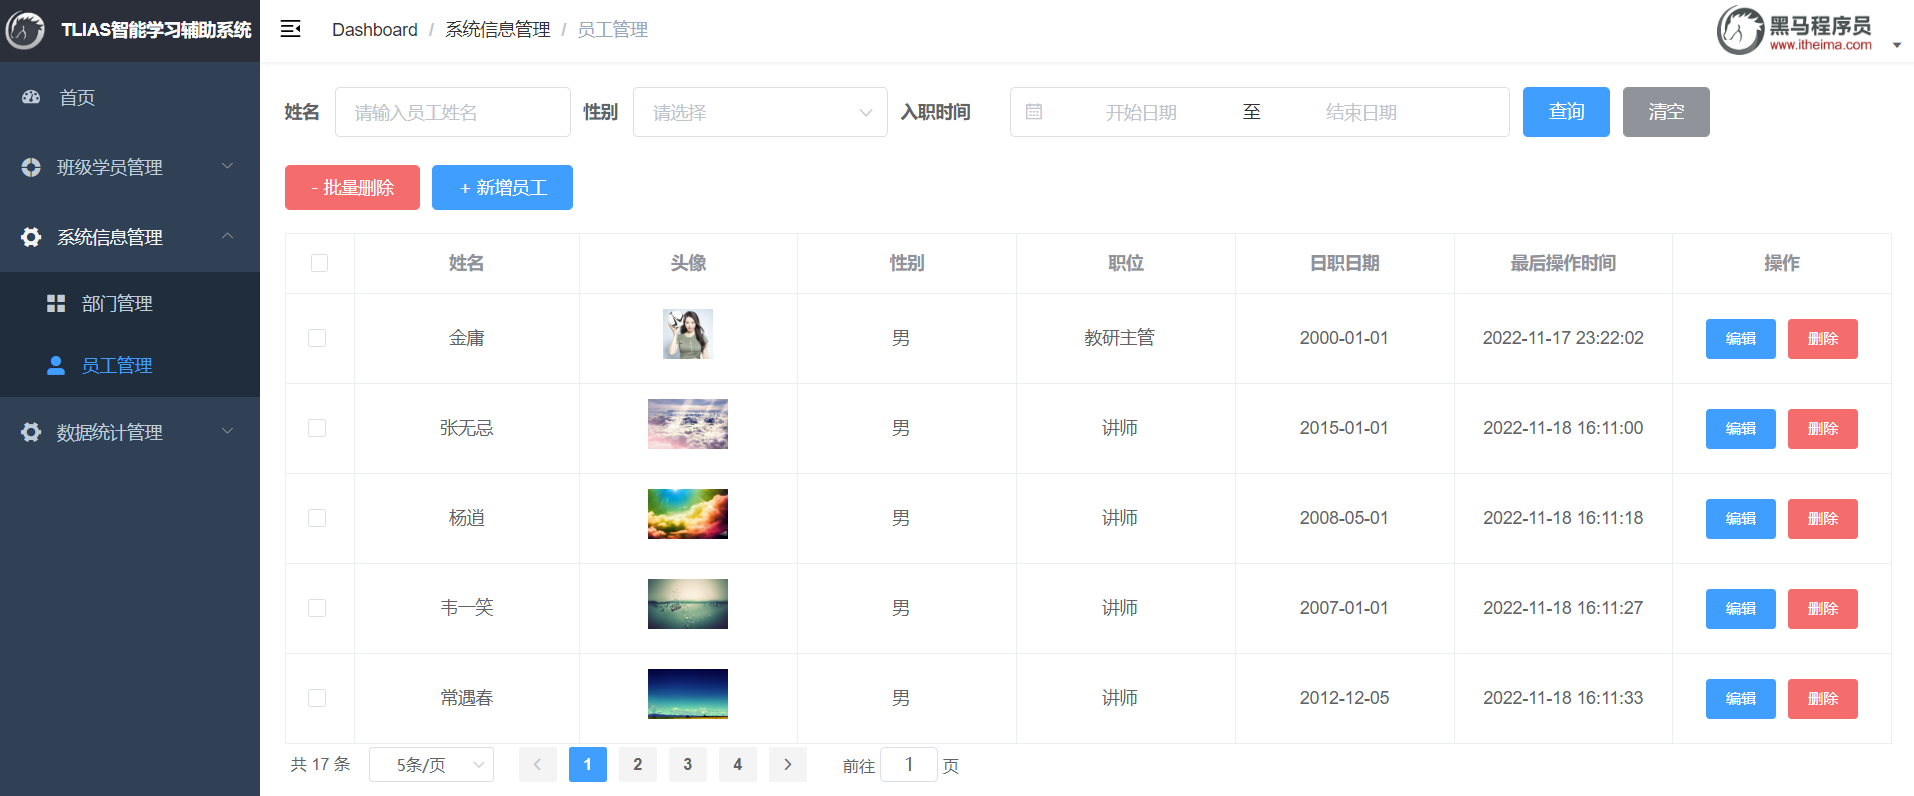 TLIAS智能学习辅助系统
Dashboard / 系统信息管理 / 员工管理
黑马程序员
www.itheima.com
首页
班级学员管理
系统信息管理
部门管理
员工管理
数据统计管理
姓名 请输入员工姓名 性别 请选择 入职时间 开始日期 至 结束日期 查询 清空
- 批量删除 + 新增员工
姓名 头像 性别 职位 日职日期 最后操作时间 操作
金庸 男 教研主管 2000-01-01 2022-11-17 23:22:02 编辑 删除
张无忌 男 讲师 2015-01-01 2022-11-18 16:11:00 编辑 删除
杨逍 男 讲师 2008-05-01 2022-11-18 16:11:18 编辑 删除
韦一笑 男 讲师 2007-01-01 2022-11-18 16:11:27 编辑 删除
常遇春 男 讲师 2012-12-05 2022-11-18 16:11:33 编辑 删除
共 17 条 5条/页 1 2 3 4 前往 1 页